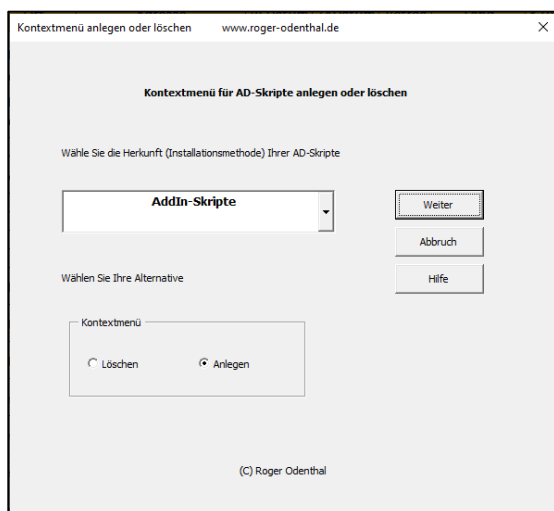 Kontextmenü anlegen oder löschen www.roger-odenthal.de
Kontextmenü für AD-Skripte anlegen oder löschen
Wähle Sie die Herkunft (Installationsmethode) Ihrer AD-Skripte
AddIn-Skripte
Weiter
Abbruch
Wählen Sie Ihre Alternative
Hilfe
Kontextmenü
Löschen Anlegen
(C) Roger Odenthal